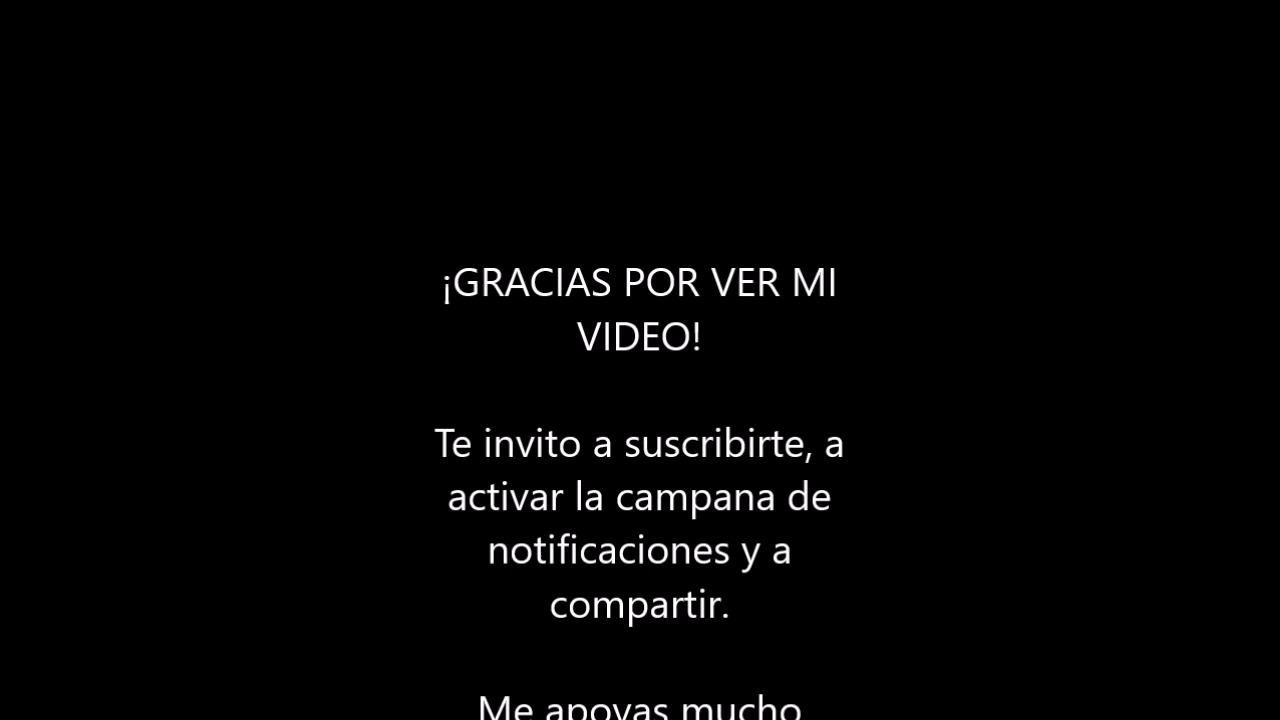 ¡GRACIAS POR VER MI
VIDEO!
Te invito a suscribirte, a
activar la campana de
notificaciones y a
compartir.
Me apoyas mucho